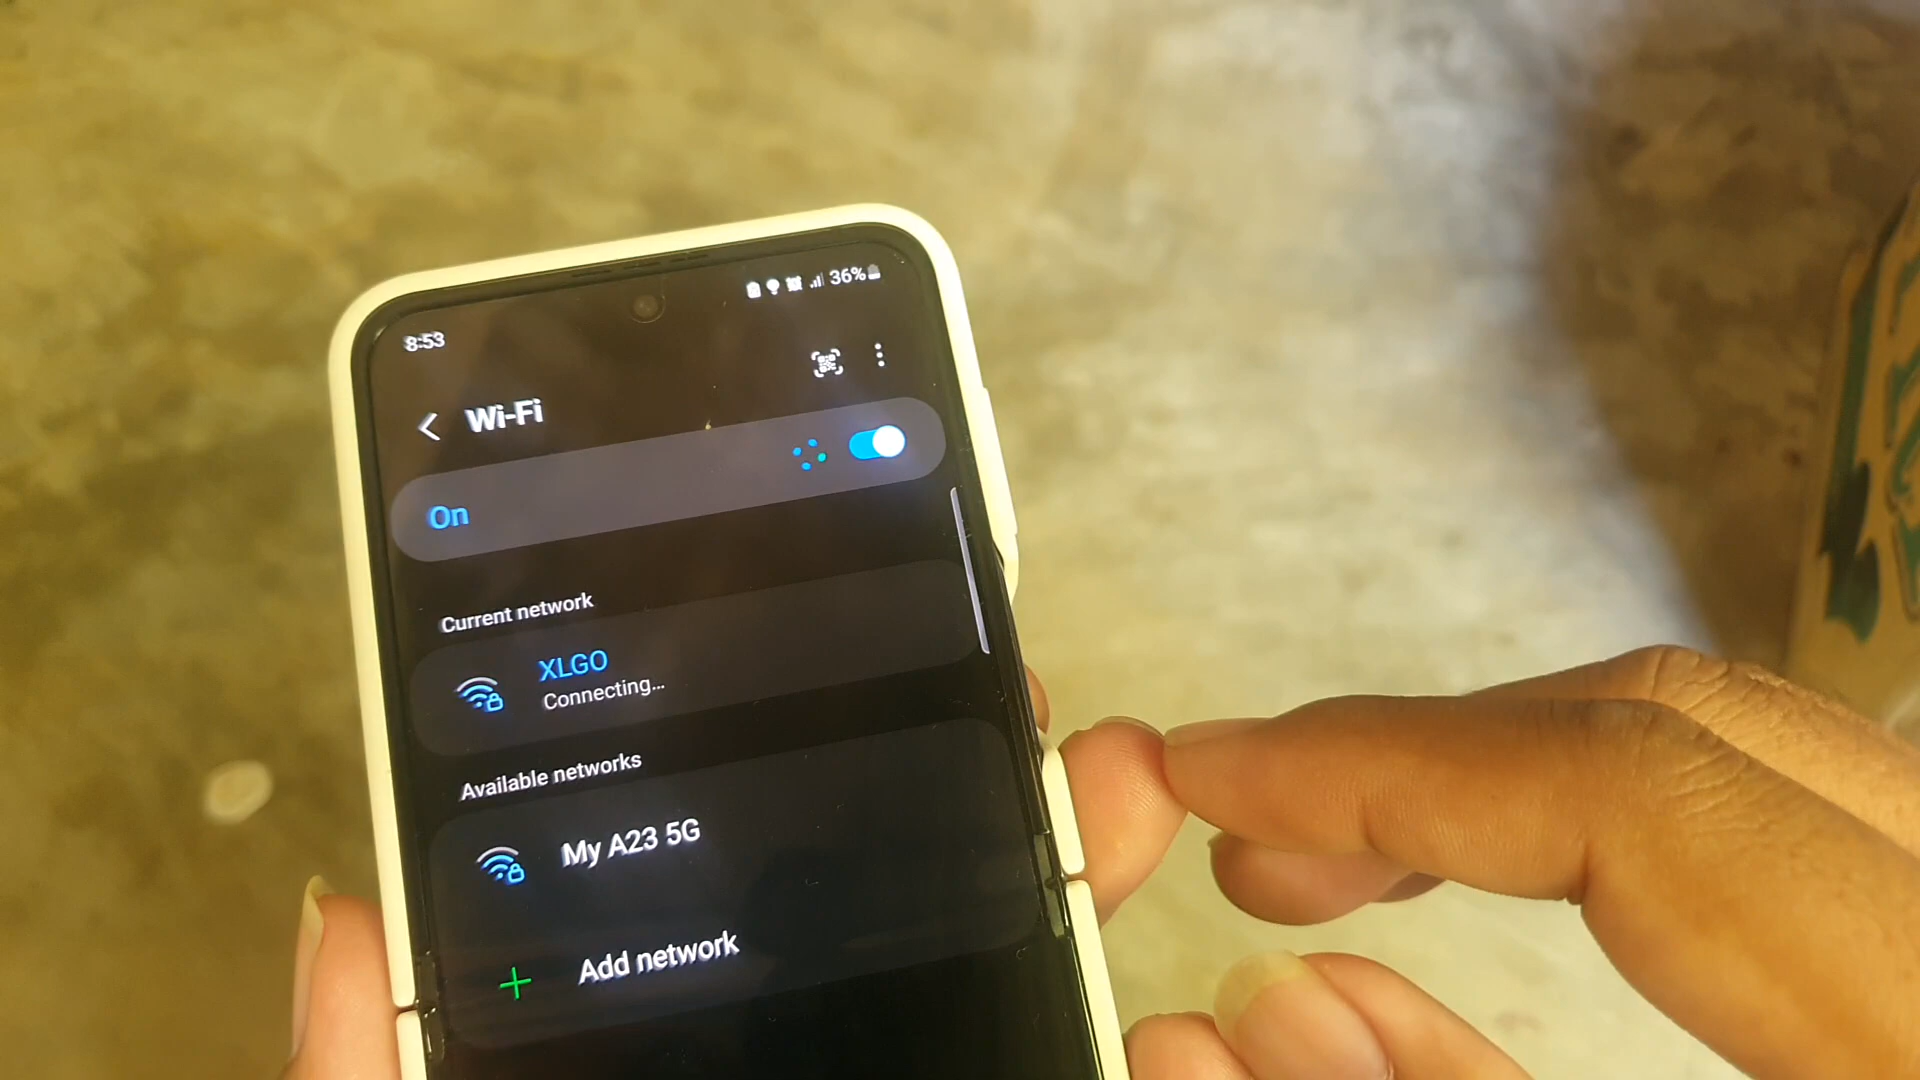 8:53
36%
Wi-Fi
On
Current network
XLGO
Connecting...
Available networks
My A23 5G
Add network